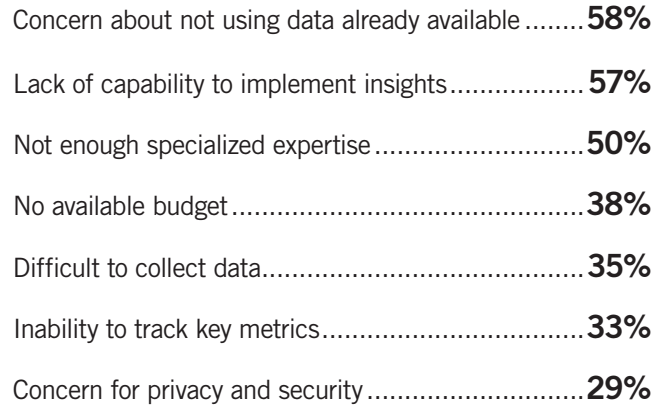 Concern about not using data already available ........ 58%
Lack of capability to implement insights .................. 57%
Not enough specialized expertise ............................ 50%
No available budget ............................................... 38%
Difficult to collect data ........................................... 35%
Inability to track key metrics ................................... 33%
Concern for privacy and security ............................. 29%